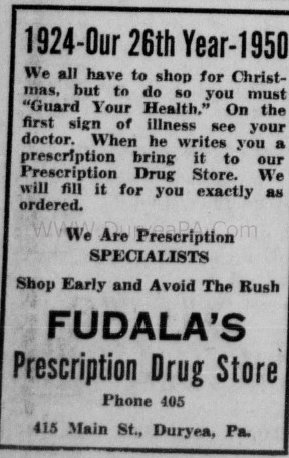 1924-Our 26th Year-1950
We all have to shop for Christ-
mas, but to do so you must
"Guard Your Health." On the
first sign of illness see your
doctor. When he writes you a
prescription bring it to our
Prescription Drug Store. We
will fill it for you exactly as
ordered.
www.DuryeaPA.Com
We Are Prescription
SPECIALISTS
Shop Early and Avoid The Rush
FUDALA'S
Prescription Drug Store
Phone 405
415 Main St., Duryea, Pa.